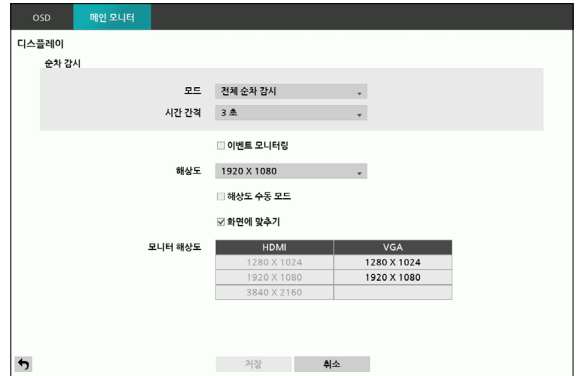 OSD 메인 모니터
디스플레이
순차 감시
모드 전체 순차 감시
시간 간격 3 초
이벤트 모니터링
해상도 1920 X 1080
해상도 수동 모드
화면에 맞추기
모니터 해상도 HDMI VGA
1280 X 1024 1280 X 1024
1920 X 1080 1920 X 1080
3840 X 2160
저장 취소